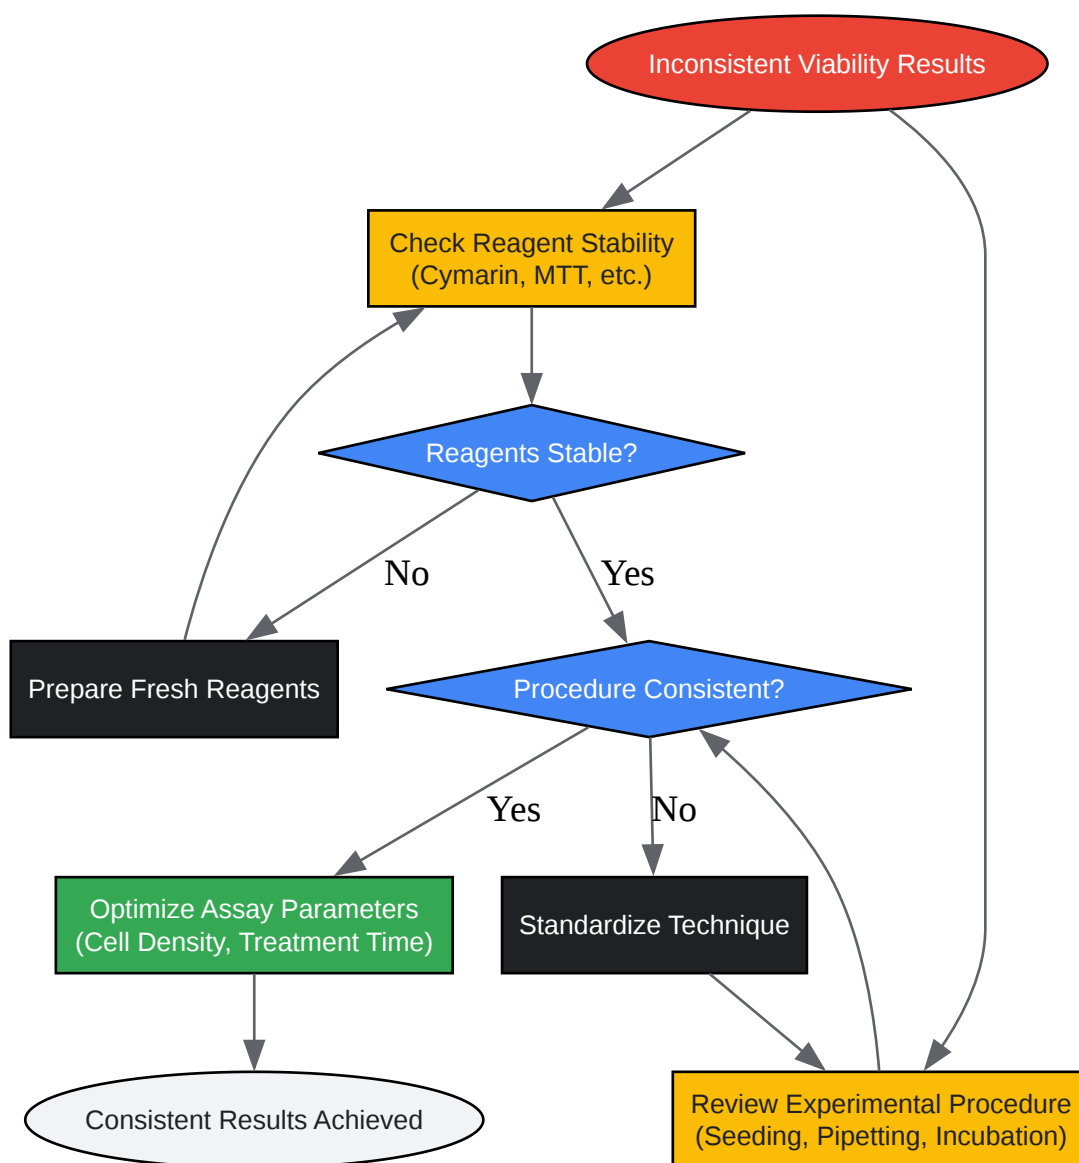 Inconsistent Viability Results
Check Reagent Stability
(Cymarin, MTT, etc.)
Reagents Stable?
No
Yes
Prepare Fresh Reagents
Procedure Consistent?
Yes
No
Optimize Assay Parameters
(Cell Density, Treatment Time)
Standardize Technique
Consistent Results Achieved
Review Experimental Procedure
(Seeding, Pipetting, Incubation)